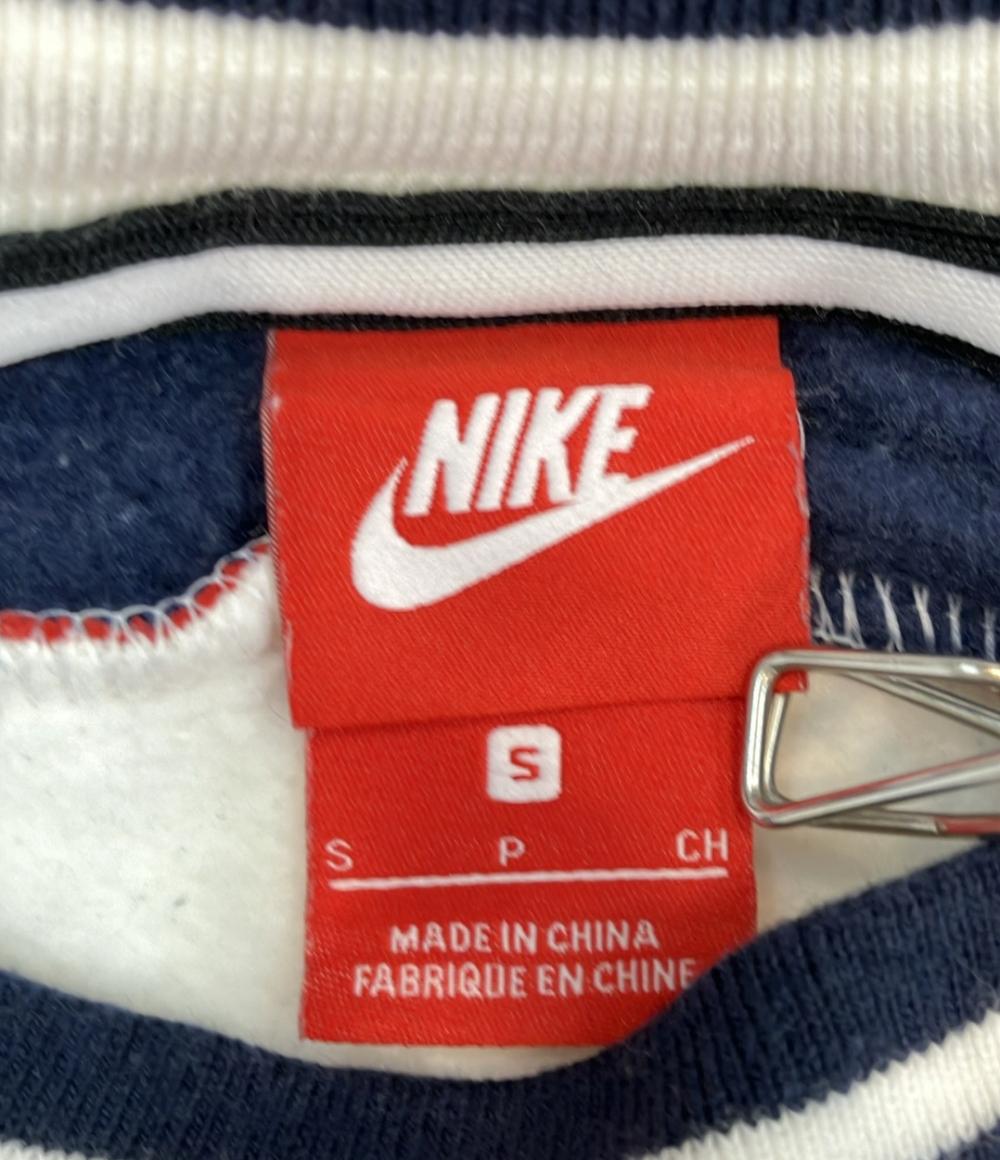 NIKE
S
S P CH
MADE IN CHINA
FABRIQUE EN CHINE